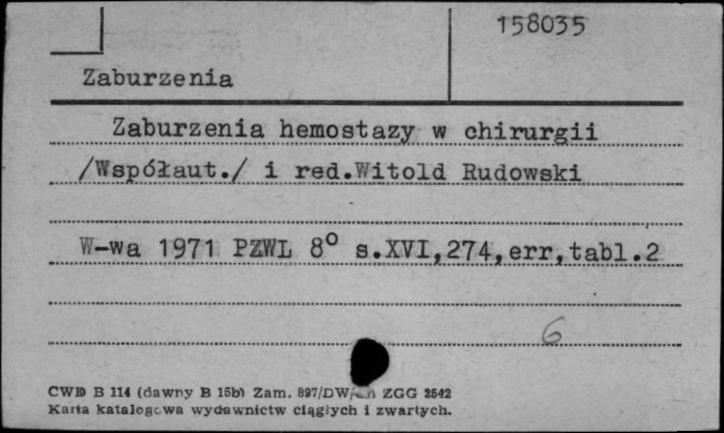 158035
Zaburzenia
Zaburzenia hemostazy w chirurgii
/Współaut./ i red.Witold Rudowski
W-wa 1971 PZWL 8° s.XVI,274,err,tabl.2
6
CWD B 114 (dawny B 15b) Zam. 897/DW/ ZGG 2542
Karta katalogowa wydawnictw ciągłych i zwartych.